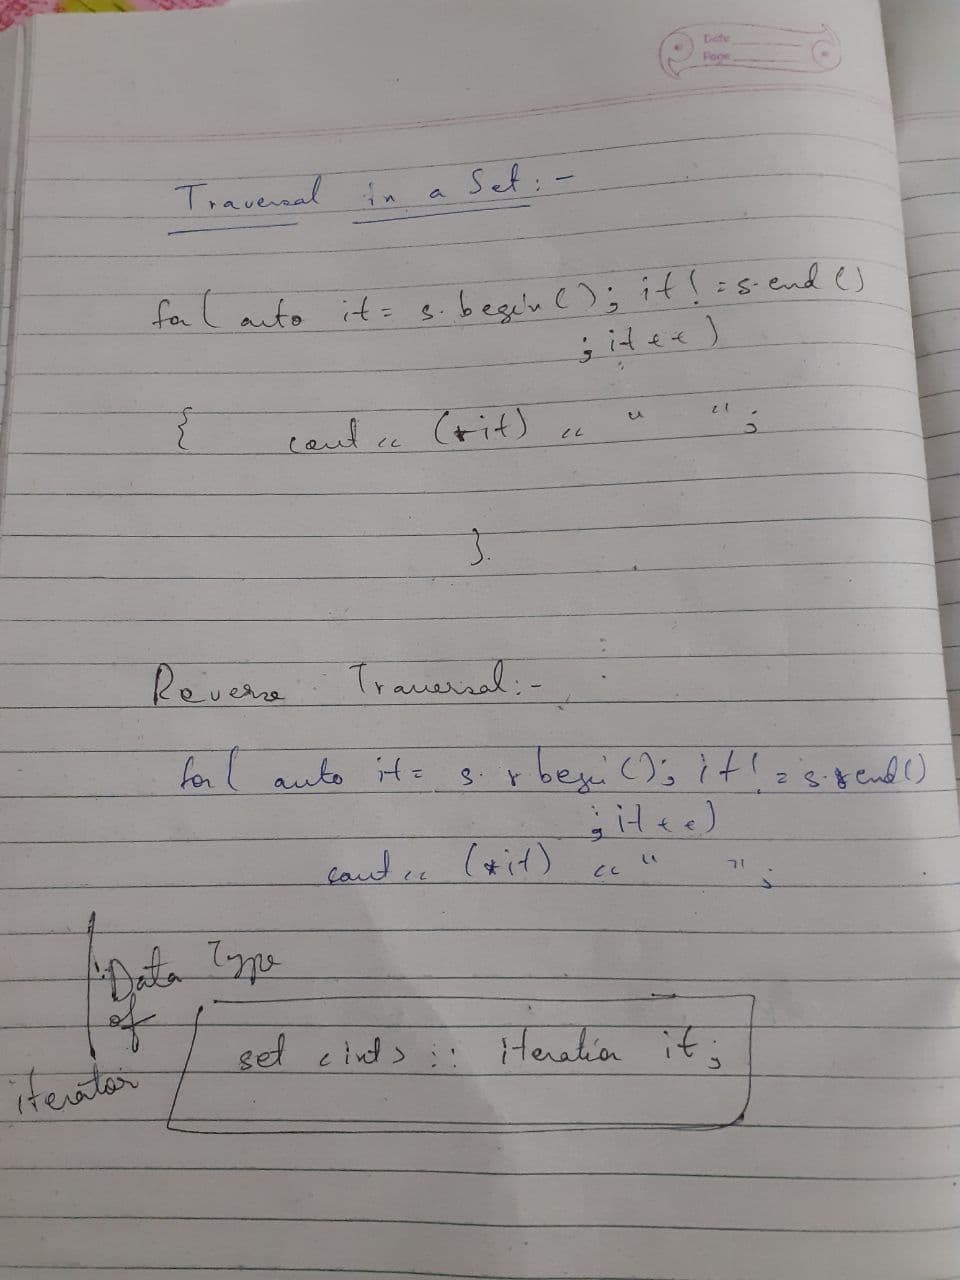 Date
Page
Traversal in a Set :-
for ( auto it = s. begin ( ) ; it ! = s. end ( )
; it ++ )
{ cout << (*it) << " " ;
}.
Reverse Traversal :-
for ( auto it = s. rbegin ( ) ; it ! = s. rend ( )
; it ++ )
cout << (*it) << " " ;
Data Type
of
set < int > :: iterator it ;
iterator